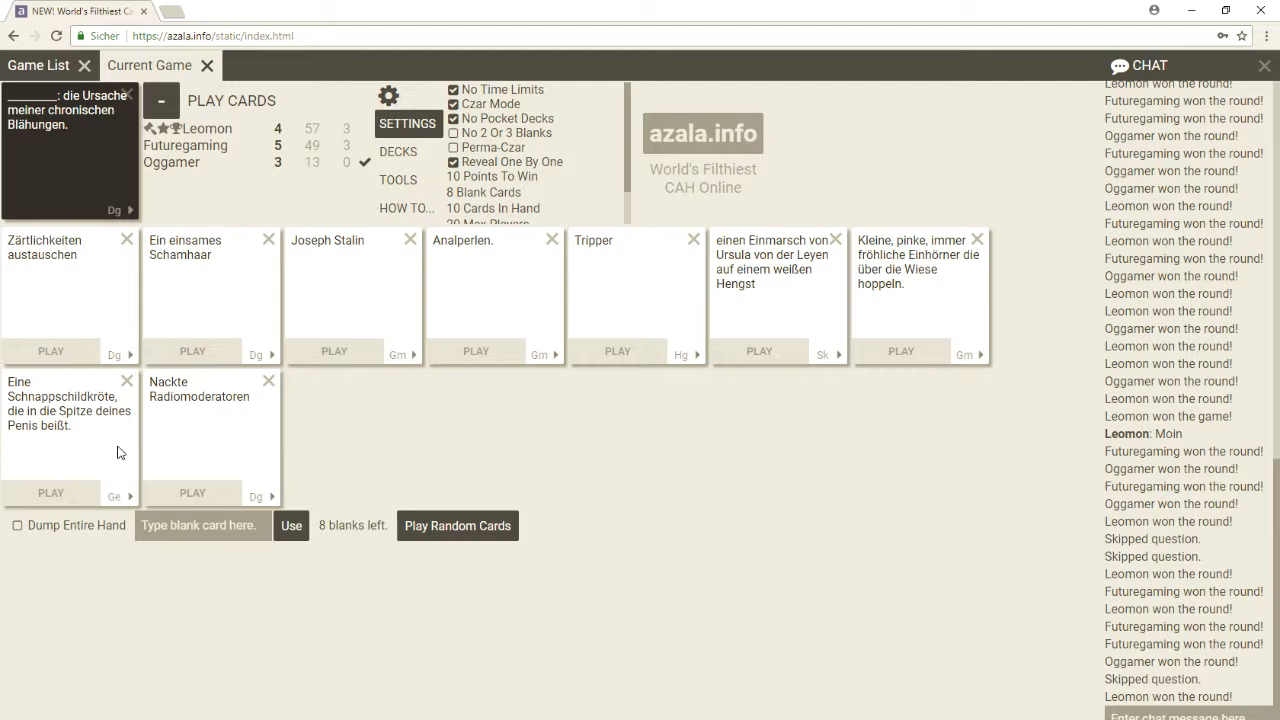 NEW! World's Filthiest C
Sicher https://azala.info/static/index.html
Game List
Current Game
CHAT
_______: die Ursache
meiner chronischen
Blähungen.
Dg
-
PLAY CARDS
Leomon 4 57 3
Futuregaming 5 49 3
Oggamer 3 13 0
SETTINGS
DECKS
TOOLS
HOW TO...
No Time Limits
Czar Mode
No Pocket Decks
No 2 Or 3 Blanks
Perma-Czar
Reveal One By One
10 Points To Win
8 Blank Cards
10 Cards In Hand
20 Max Players
azala.info
World's Filthiest
CAH Online
Zärtlichkeiten
austauschen
PLAY
Dg
Ein einsames
Schamhaar
PLAY
Dg
Joseph Stalin
PLAY
Gm
Analperlen.
PLAY
Gm
Tripper
PLAY
Hg
einen Einmarsch von
Ursula von der Leyen
auf einem weißen
Hengst
PLAY
Sk
Kleine, pinke, immer
fröhliche Einhörner die
über die Wiese
hoppeln.
PLAY
Gm
Eine
Schnappschildkröte,
die in die Spitze deines
Penis beißt.
PLAY
Ge
Nackte
Radiomoderatoren
PLAY
Dg
Dump Entire Hand
Type blank card here.
Use
8 blanks left.
Play Random Cards
Leomon won the round!
Futuregaming won the round!
Futuregaming won the round!
Oggamer won the round!
Futuregaming won the round!
Oggamer won the round!
Oggamer won the round!
Leomon won the round!
Futuregaming won the round!
Leomon won the round!
Futuregaming won the round!
Oggamer won the round!
Leomon won the round!
Leomon won the round!
Oggamer won the round!
Leomon won the round!
Leomon won the round!
Oggamer won the round!
Leomon won the round!
Leomon won the game!
Leomon: Moin
Futuregaming won the round!
Oggamer won the round!
Futuregaming won the round!
Oggamer won the round!
Leomon won the round!
Skipped question.
Skipped question.
Leomon won the round!
Futuregaming won the round!
Leomon won the round!
Futuregaming won the round!
Futuregaming won the round!
Oggamer won the round!
Skipped question.
Leomon won the round!
Enter chat message here